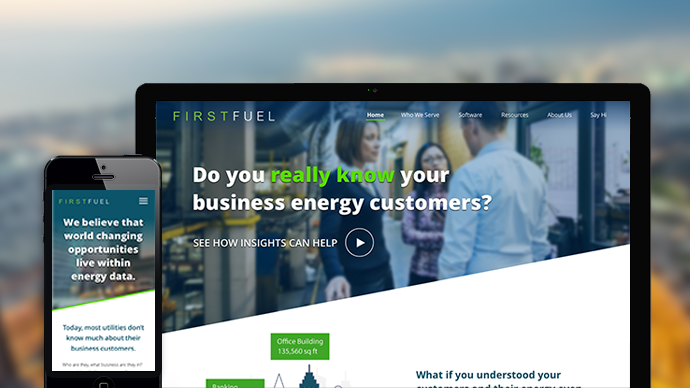 FIRSTFUEL
Home Who We Serve Software Resources About Us Say Hi
Do you really know your
business energy customers?
SEE HOW INSIGHTS CAN HELP
Office Building
135,560 sq ft
Banking
What if you understood your
customers and their energy even
FIRSTFUEL
We believe that
world changing
opportunities
live within
energy data.
Today, most utilities don't
know much about their
business customers.
Who are they, what business are they in?